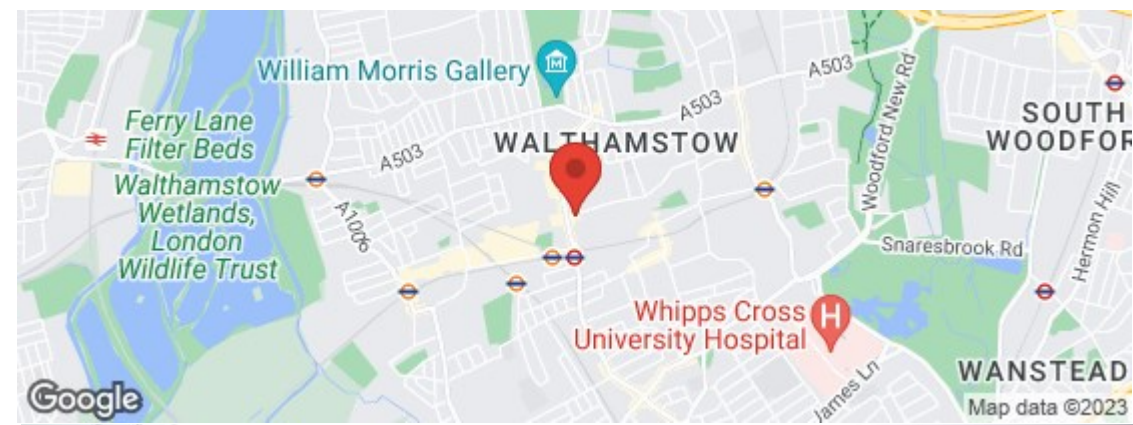 William Morris Gallery
A503
A503
A503
Woodford New Rd
SOUTH
WOODFOR
Ferry Lane
Filter Beds
WALTHAMSTOW
Walthamstow
Wetlands,
London
Wildlife Trust
A1006
Snaresbrook Rd
Hermon Hill
Whipps Cross
University Hospital
H
James Ln
WANSTEAD
Google
Map data ©2023